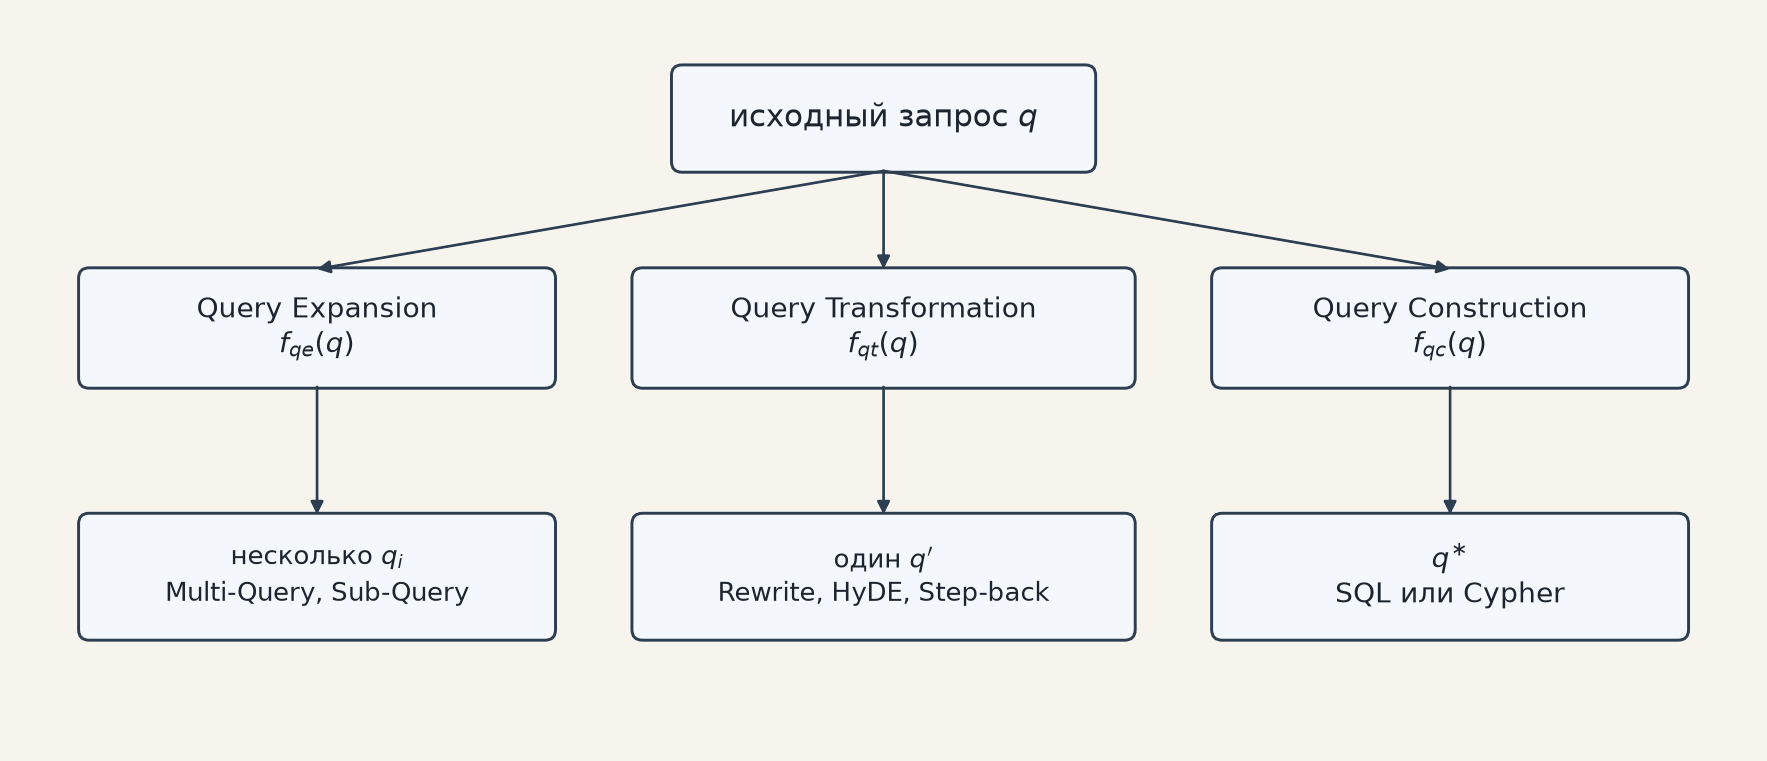 исходный запрос q
Query Expansion
f_qe(q)
Query Transformation
f_qt(q)
Query Construction
f_qc(q)
несколько q_i
Multi-Query, Sub-Query
один q′
Rewrite, HyDE, Step-back
q*
SQL или Cypher